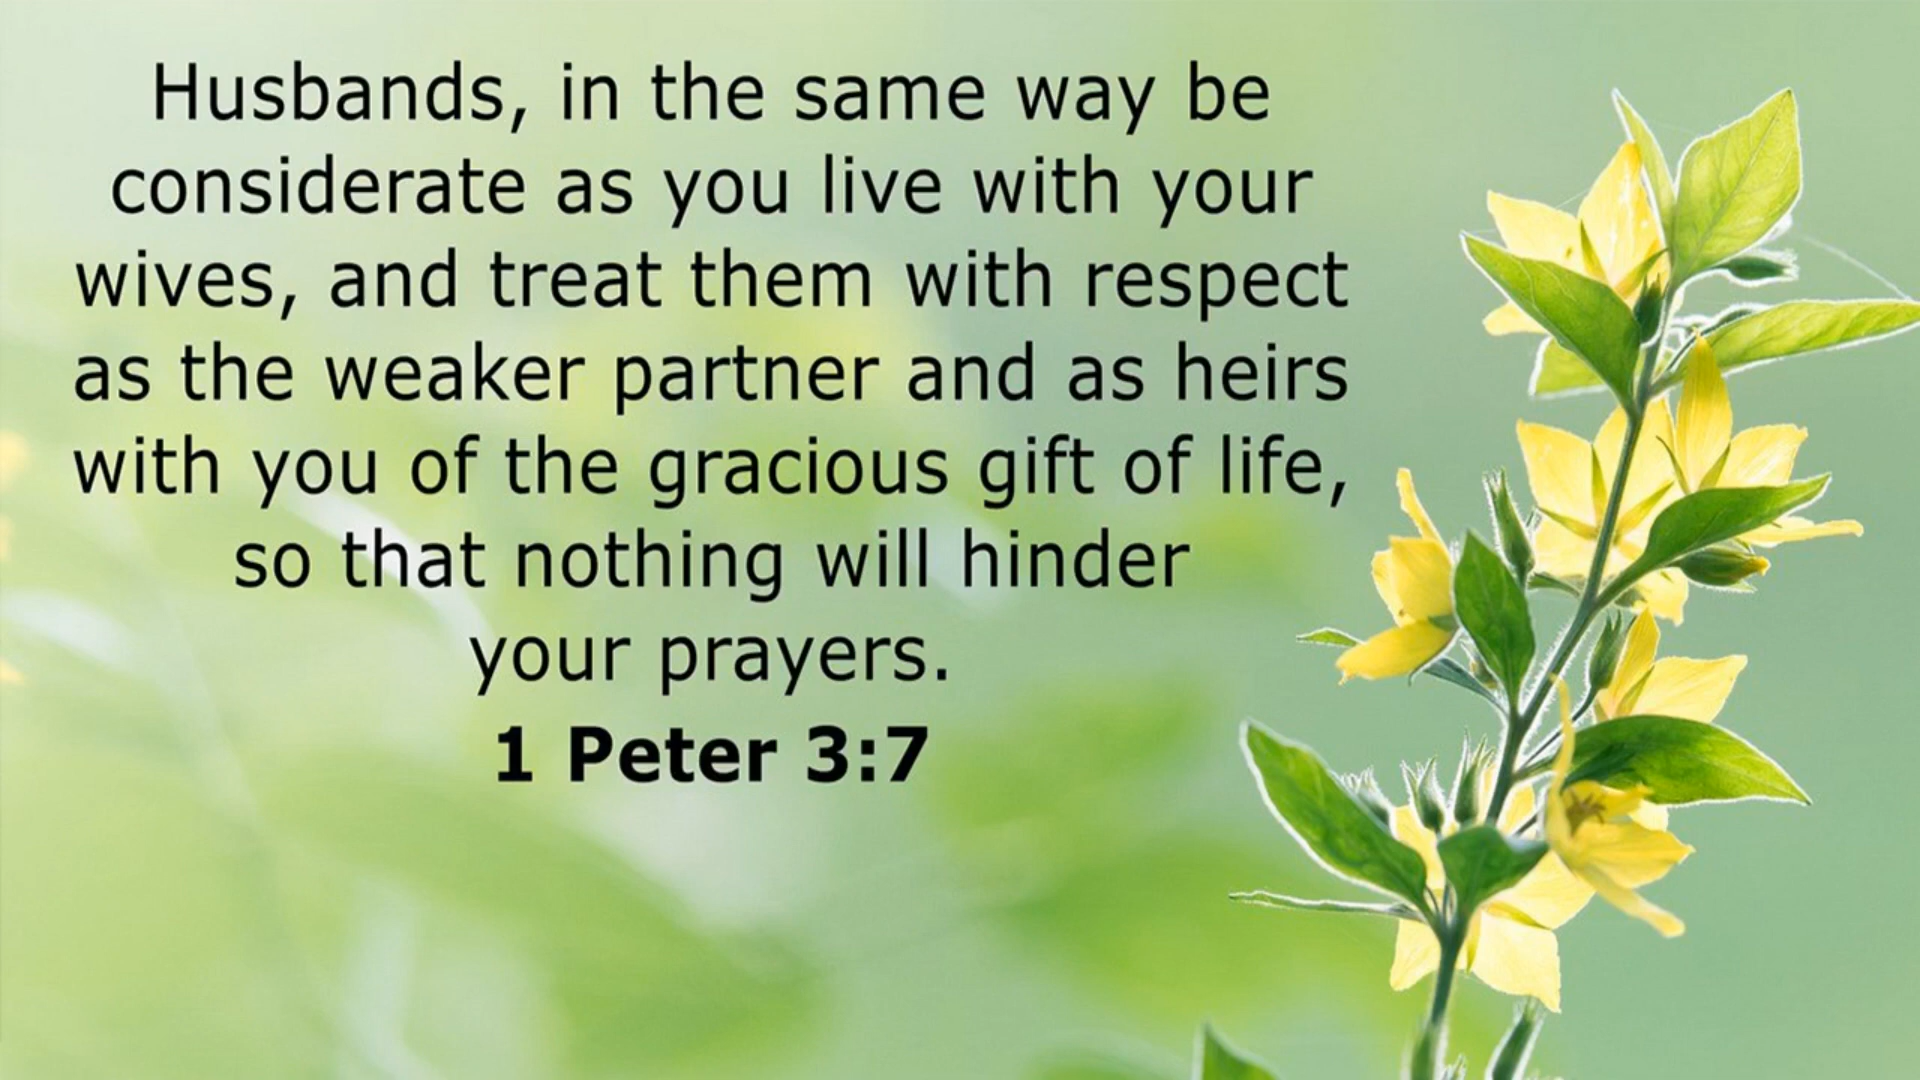 Husbands, in the same way be
considerate as you live with your
wives, and treat them with respect
as the weaker partner and as heirs
with you of the gracious gift of life,
so that nothing will hinder
your prayers.
1 Peter 3:7